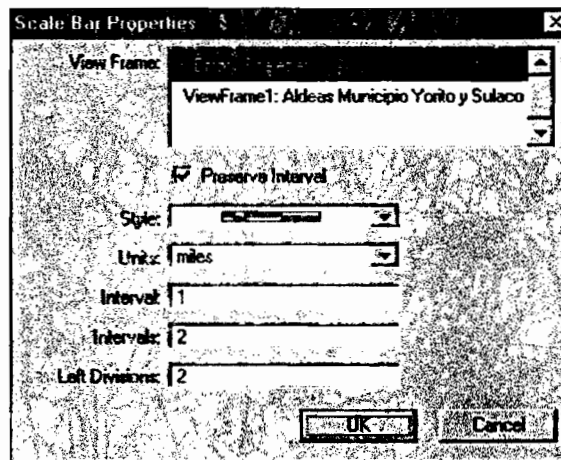 Scale Bar Properties
View Frame:
ViewFrame1: Aldeas Municipio Yorito y Sulaco
Preserve Interval
Style:
Units: miles
Interval: 1
Intervals: 2
Left Divisions: 2
OK Cancel